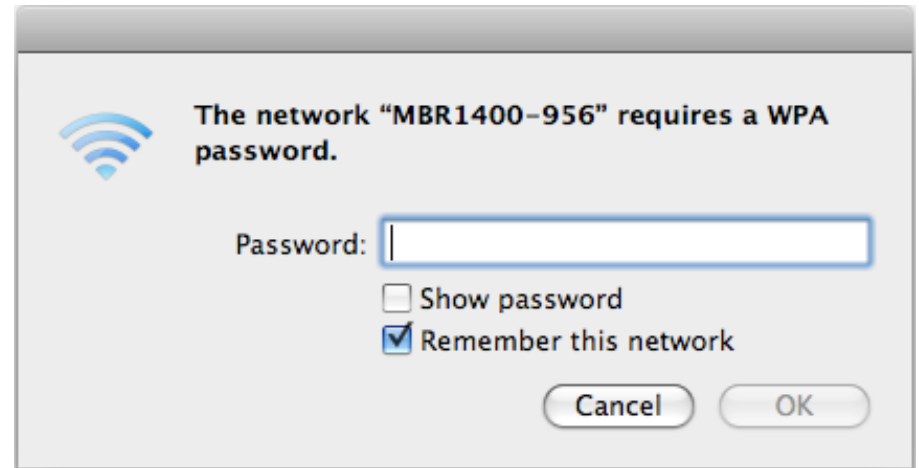 The network “MBR1400-956” requires a WPA
password.
Password:
Show password
Remember this network
Cancel OK